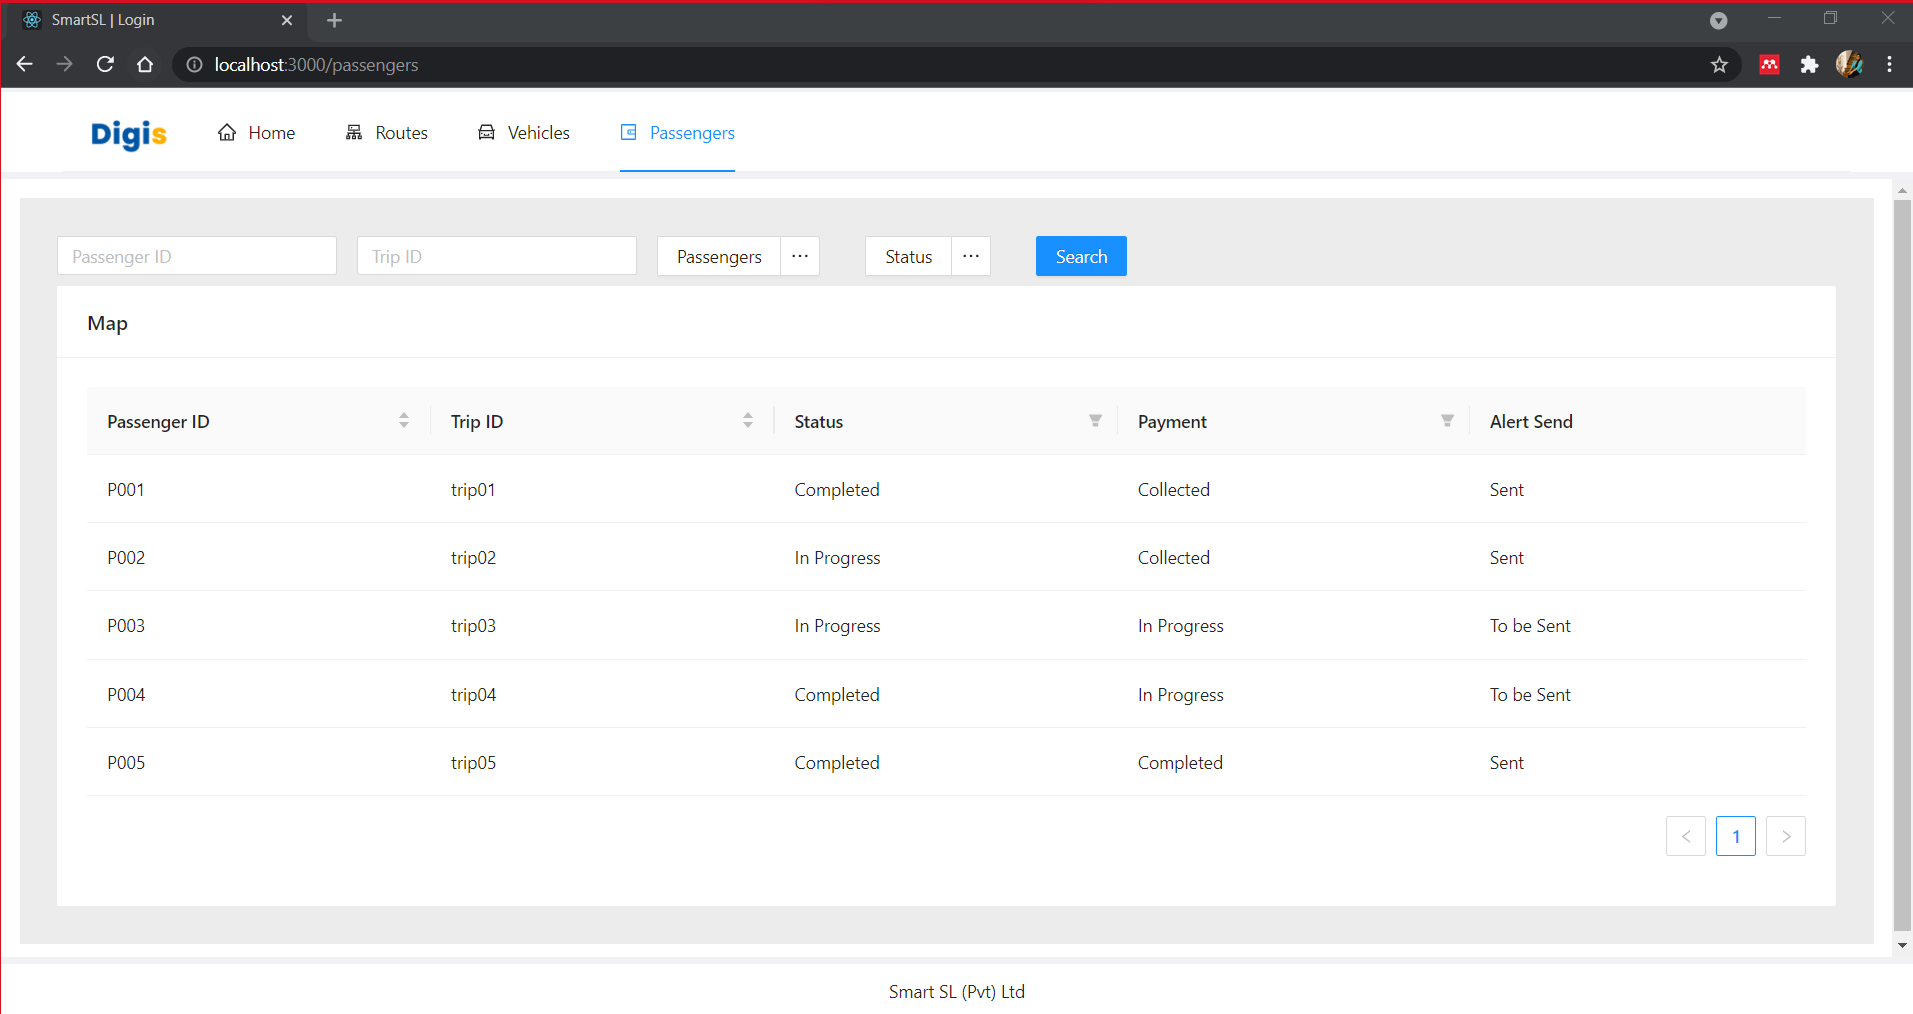 SmartSL | Login
localhost:3000/passengers
Digis Home Routes Vehicles Passengers
Passenger ID Trip ID Passengers ··· Status ··· Search
Map
Passenger ID Trip ID Status Payment Alert Send
P001 trip01 Completed Collected Sent
P002 trip02 In Progress Collected Sent
P003 trip03 In Progress In Progress To be Sent
P004 trip04 Completed In Progress To be Sent
P005 trip05 Completed Completed Sent
< 1 >
Smart SL (Pvt) Ltd